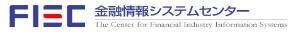 FISC 金融情報システムセンター
The Center for Financial Industry Information Systems